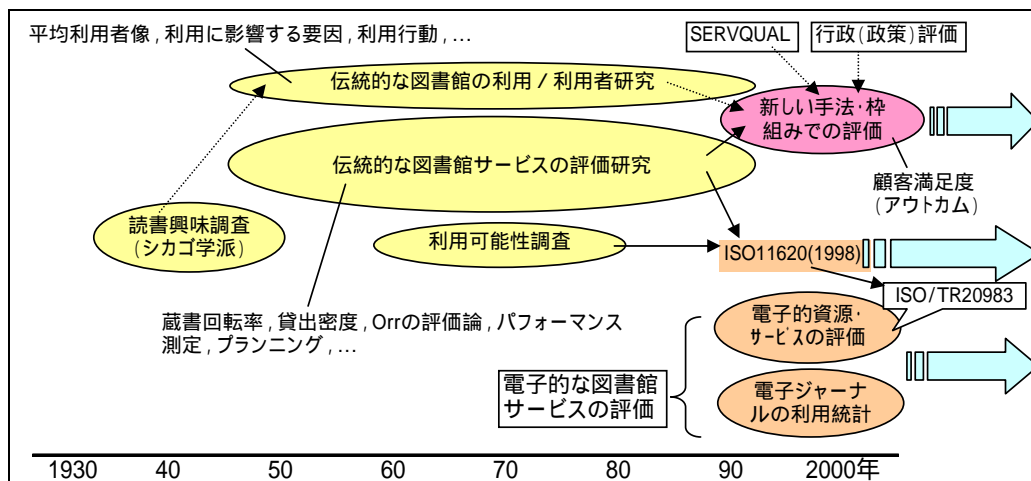 平均利用者像，利用に影響する要因，利用行動，...
SERVQUAL
行政(政策)評価
伝統的な図書館の利用 / 利用者研究
新しい手法･枠
組みでの評価
伝統的な図書館サービスの評価研究
顧客満足度
(アウトカム)
読書興味調査
(シカゴ学派)
利用可能性調査
ISO11620(1998)
ISO/TR20983
蔵書回転率，貸出密度，Orrの評価論，パフォーマンス
測定，プランニング，...
電子的資源･
サービスの評価
電子的な図書館
サービスの評価
電子ジャーナ
ルの利用統計
1930 40 50 60 70 80 90 2000年